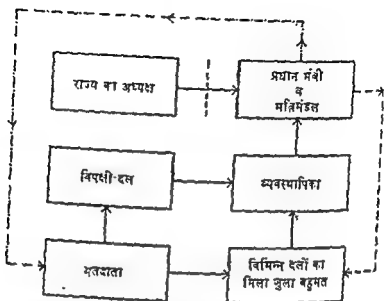 राज्य का अध्यक्ष
प्रधान मंत्री
व
मंत्रिमंडल
विपक्षी-दल
व्यवस्थापिका
मतदाता
विभिन्न दलों का
मिला जुला बहुमत